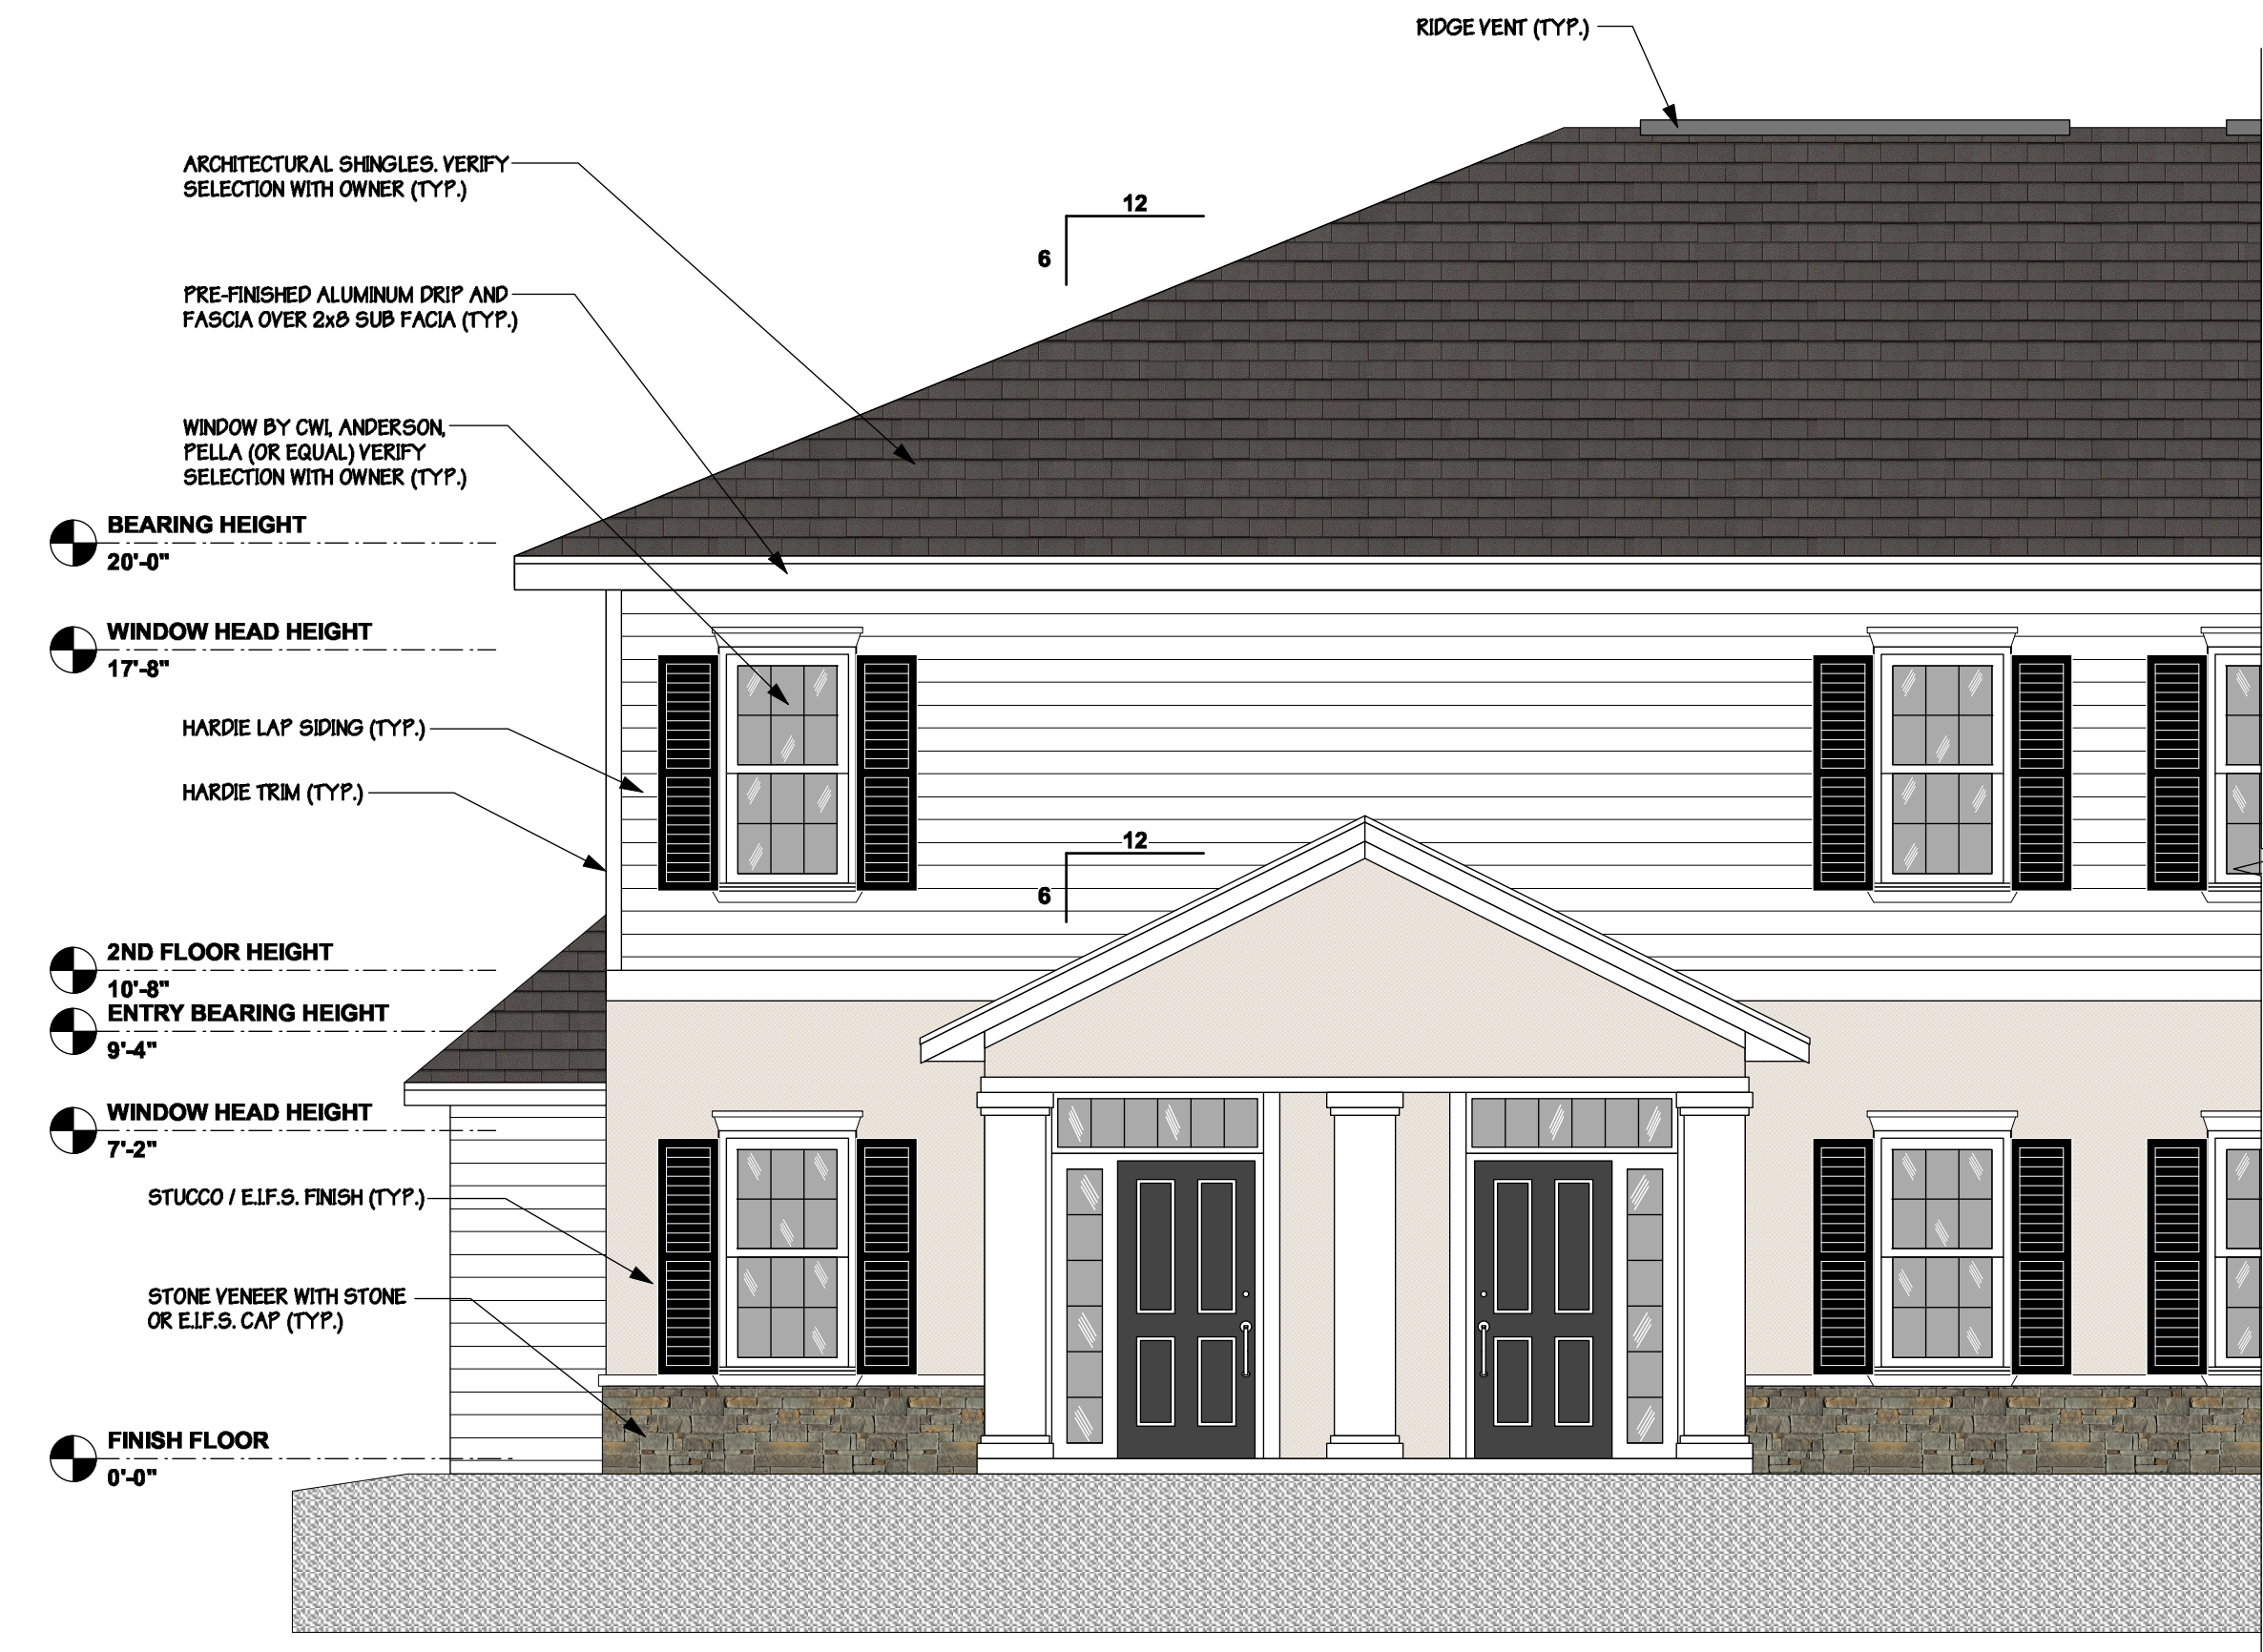 RIDGE VENT (TYP.)
ARCHITECTURAL SHINGLES. VERIFY
SELECTION WITH OWNER (TYP.)
12
6
PRE-FINISHED ALUMINUM DRIP AND
FASCIA OVER 2x8 SUB FACIA (TYP.)
WINDOW BY CWI, ANDERSON,
PELLA (OR EQUAL) VERIFY
SELECTION WITH OWNER (TYP.)
BEARING HEIGHT
20'-0"
WINDOW HEAD HEIGHT
17'-8"
HARDIE LAP SIDING (TYP.)
HARDIE TRIM (TYP.)
12
6
2ND FLOOR HEIGHT
10'-8"
ENTRY BEARING HEIGHT
9'-4"
WINDOW HEAD HEIGHT
7'-2"
STUCCO / E.I.F.S. FINISH (TYP.)
STONE VENEER WITH STONE
OR E.I.F.S. CAP (TYP.)
FINISH FLOOR
0'-0"